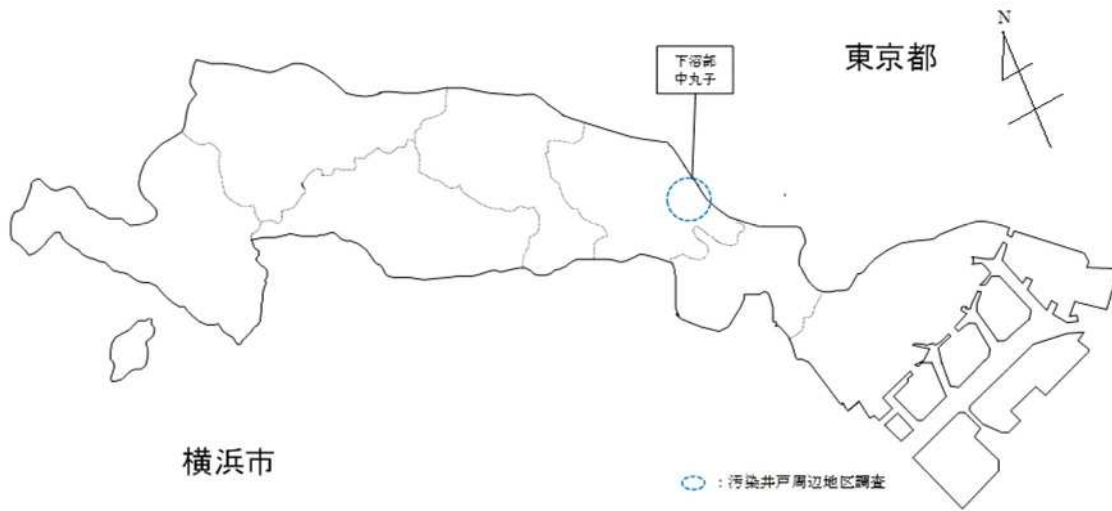 N
東京都
下沼部
中丸子
横浜市
：汚染井戸周辺地区調査